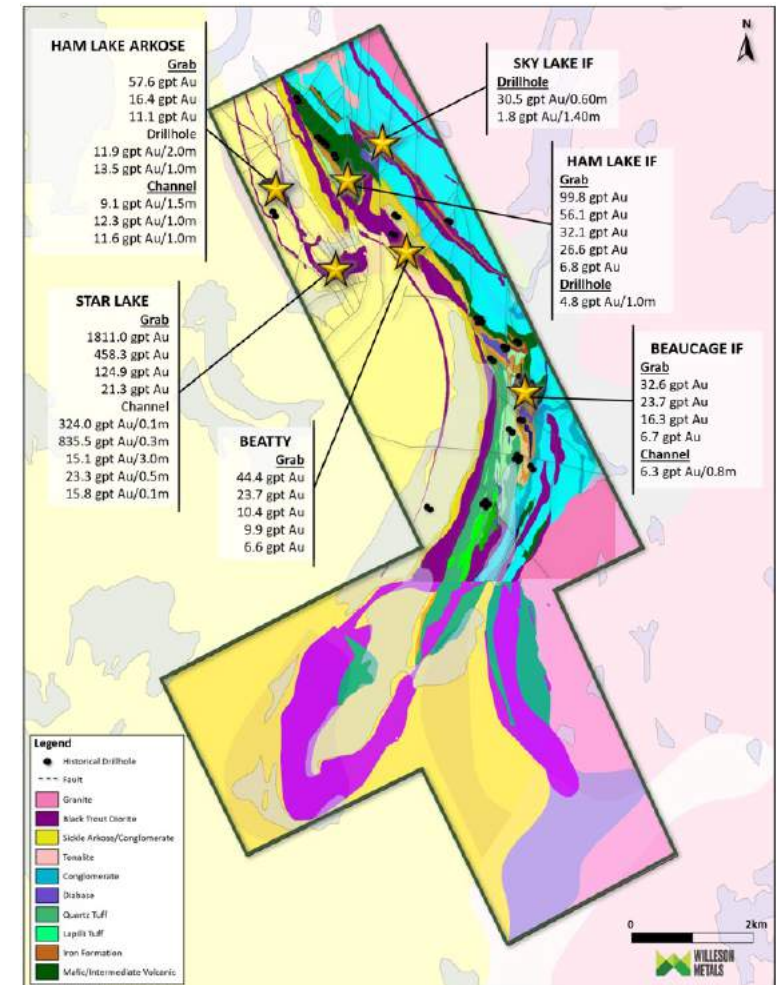 HAM LAKE ARKOSE
Grab
57.6 gpt Au
16.4 gpt Au
11.1 gpt Au
Drillhole
11.9 gpt Au/2.0m
13.5 gpt Au/1.0m
Channel
9.1 gpt Au/1.5m
12.3 gpt Au/1.0m
11.6 gpt Au/1.0m
SKY LAKE IF
Drillhole
30.5 gpt Au/0.60m
1.8 gpt Au/1.40m
N
HAM LAKE IF
Grab
99.8 gpt Au
56.1 gpt Au
32.1 gpt Au
26.6 gpt Au
6.8 gpt Au
Drillhole
4.8 gpt Au/1.0m
STAR LAKE
Grab
1811.0 gpt Au
458.3 gpt Au
124.9 gpt Au
21.3 gpt Au
Channel
324.0 gpt Au/0.1m
835.5 gpt Au/0.3m
15.1 gpt Au/3.0m
23.3 gpt Au/0.5m
15.8 gpt Au/0.1m
BEATTY
Grab
44.4 gpt Au
23.7 gpt Au
10.4 gpt Au
9.9 gpt Au
6.6 gpt Au
BEAUCAGE IF
Grab
32.6 gpt Au
23.7 gpt Au
16.3 gpt Au
6.7 gpt Au
Channel
6.3 gpt Au/0.8m
Legend
Historical Drillhole
Fault
Granite
Black Trout Diorite
Sickle Arkose/Conglomerate
Tonalite
Conglomerate
Diabase
Quartz Tuff
Lapilli Tuff
Iron Formation
Mafic/Intermediate Volcanic
0 2km
WILLESON
METALS